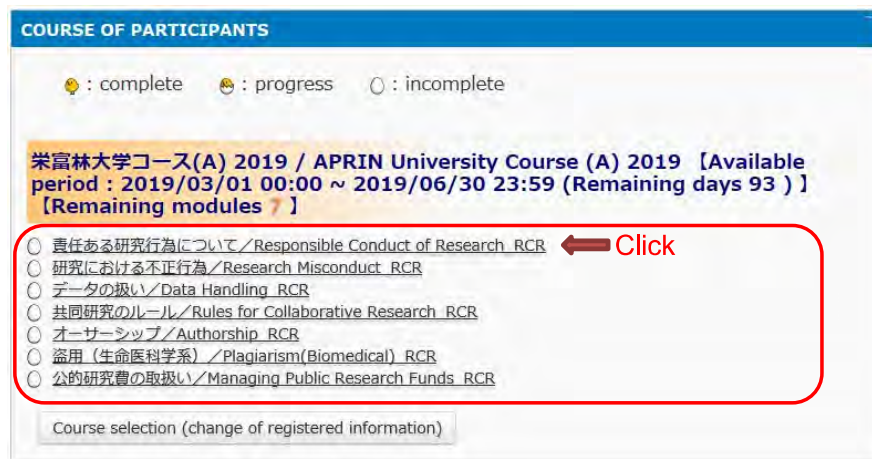 COURSE OF PARTICIPANTS
: complete : progress : incomplete
栄富林大学コース(A) 2019 / APRIN University Course (A) 2019 【Available
period : 2019/03/01 00:00 ~ 2019/06/30 23:59 (Remaining days 93 ) 】
【Remaining modules 7 】
責任ある研究行為について／Responsible Conduct of Research_RCR Click
研究における不正行為／Research Misconduct_RCR
データの扱い／Data Handling_RCR
共同研究のルール／Rules for Collaborative Research_RCR
オーサーシップ／Authorship_RCR
盗用（生命医科学系）／Plagiarism(Biomedical)_RCR
公的研究費の取扱い／Managing Public Research Funds_RCR
Course selection (change of registered information)